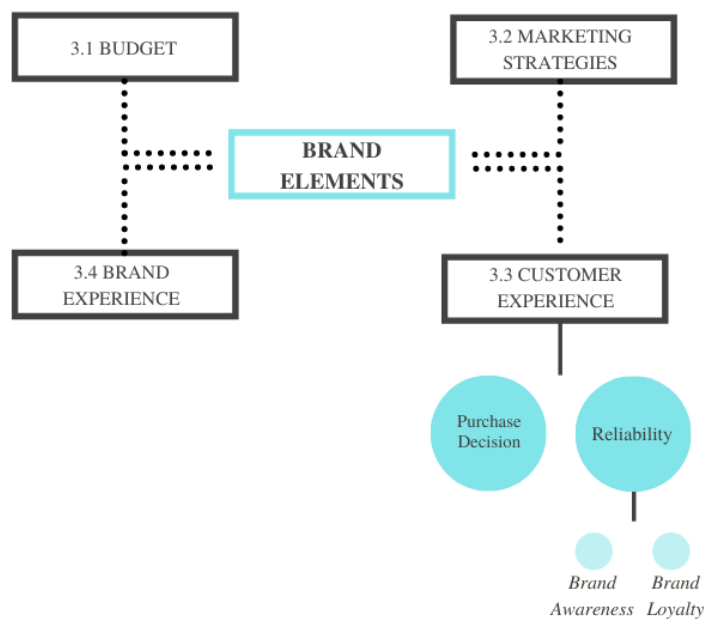 3.1 BUDGET
3.2 MARKETING
STRATEGIES
BRAND
ELEMENTS
3.4 BRAND
EXPERIENCE
3.3 CUSTOMER
EXPERIENCE
Purchase
Decision
Reliability
Brand
Awareness
Brand
Loyalty